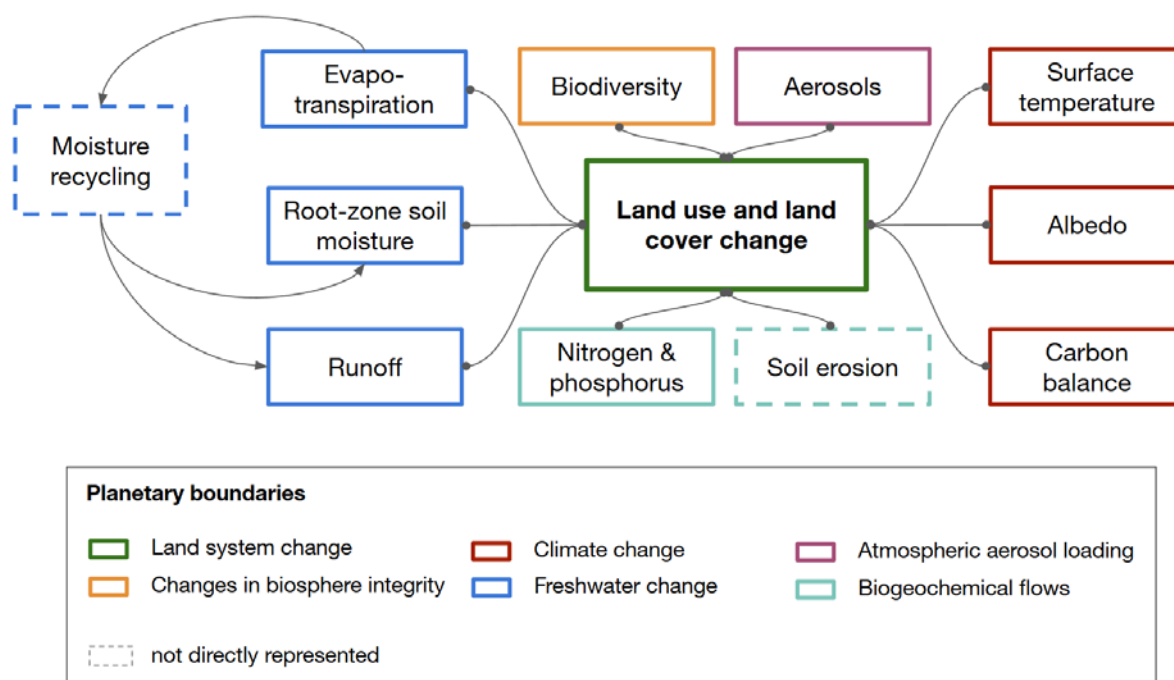 Evapo-
transpiration
Biodiversity
Aerosols
Surface
temperature
Moisture
recycling
Root-zone soil
moisture
Land use and land
cover change
Albedo
Runoff
Nitrogen &
phosphorus
Soil erosion
Carbon
balance
Planetary boundaries
Land system change
Climate change
Atmospheric aerosol loading
Changes in biosphere integrity
Freshwater change
Biogeochemical flows
not directly represented